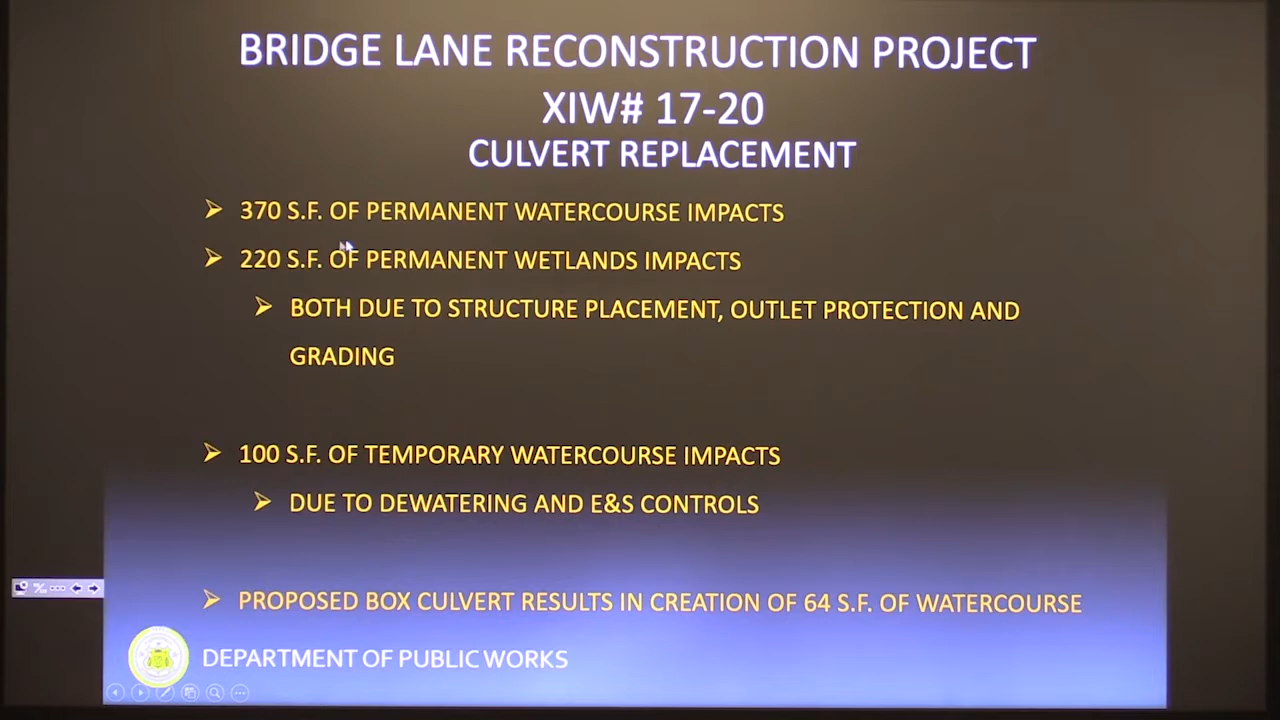 BRIDGE LANE RECONSTRUCTION PROJECT
XIW# 17-20
CULVERT REPLACEMENT
370 S.F. OF PERMANENT WATERCOURSE IMPACTS
220 S.F. OF PERMANENT WETLANDS IMPACTS
BOTH DUE TO STRUCTURE PLACEMENT, OUTLET PROTECTION AND
GRADING
100 S.F. OF TEMPORARY WATERCOURSE IMPACTS
DUE TO DEWATERING AND E&S CONTROLS
PROPOSED BOX CULVERT RESULTS IN CREATION OF 64 S.F. OF WATERCOURSE
DEPARTMENT OF PUBLIC WORKS